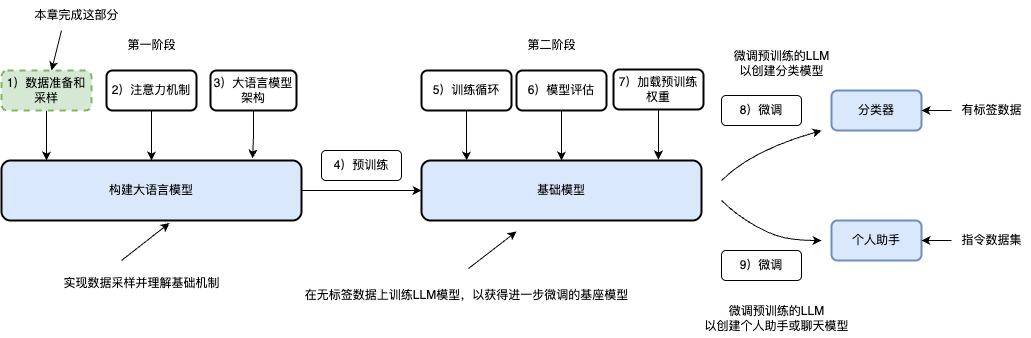 本章完成这部分
第一阶段
第二阶段
1）数据准备和
采样
2）注意力机制
3）大语言模型
架构
5）训练循环
6）模型评估
7）加载预训练
权重
微调预训练的LLM
以创建分类模型
8）微调
分类器
有标签数据
构建大语言模型
4）预训练
基础模型
个人助手
指令数据集
9）微调
实现数据采样并理解基础机制
在无标签数据上训练LLM模型，以获得进一步微调的基座模型
微调预训练的LLM
以创建个人助手或聊天模型